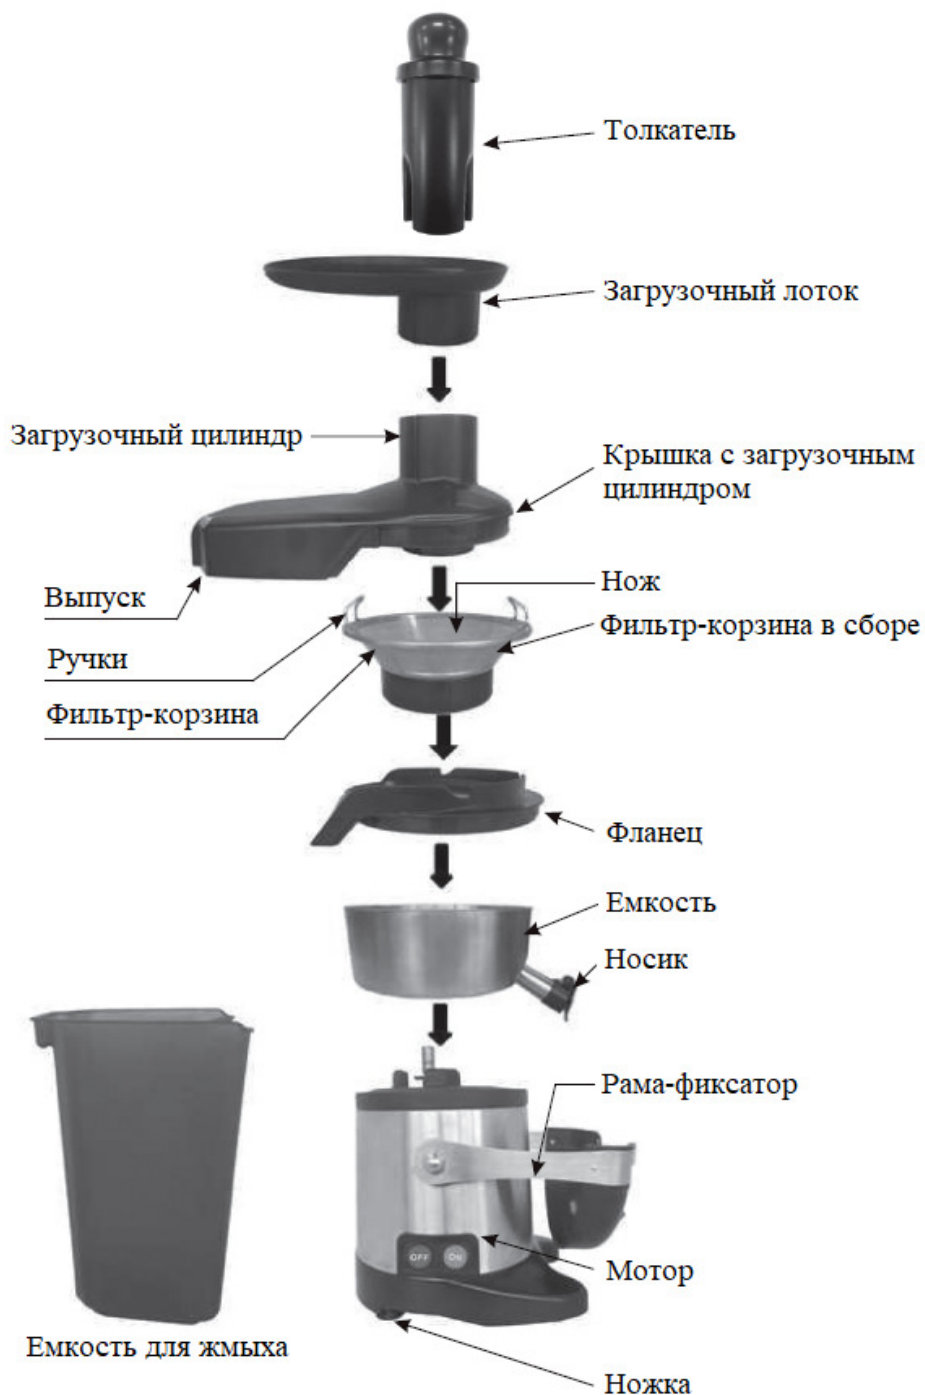 Толкатель
Загрузочный лоток
Загрузочный цилиндр
Крышка с загрузочным
цилиндром
Нож
Выпуск
Фильтр-корзина в сборе
Ручки
Фильтр-корзина
Фланец
Емкость
Носик
Рама-фиксатор
OFF
ON
Мотор
Емкость для жмыха
Ножка